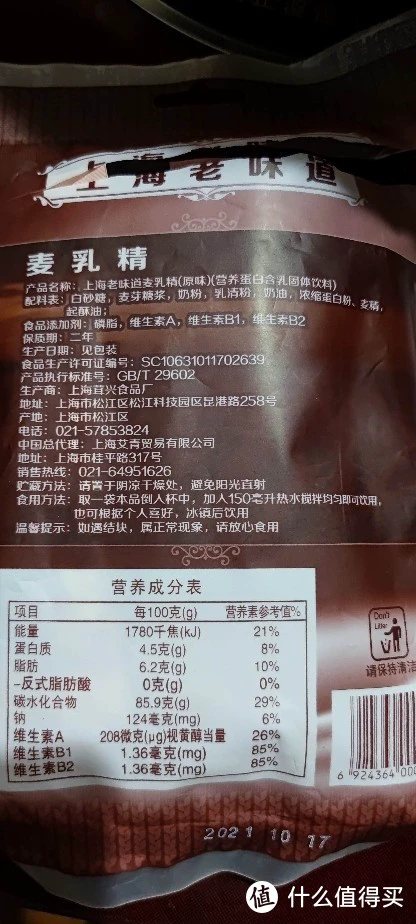 上海老味道
麦乳精
产品名称：上海老味道麦乳精(原味)(营养蛋白含乳固体饮料)
配料表：白砂糖，麦芽糖浆，奶粉，乳清粉，奶油，浓缩蛋白粉、麦精，
起酥油；
食品添加剂：磷脂，维生素A，维生素B1，维生素B2
保质期：二年
生产日期：见包装
食品生产许可证编号：SC10631011702639
产品执行标准号：GB/T 29602
生产商：上海茸兴食品厂
地址：上海市松江区松江科技园区昆港路258号
产地：上海市松江区
电话：021-57853824
中国总代理：上海艾青贸易有限公司
地址：上海市桂平路317号
销售热线：021-64951626
贮藏方法：请置于阴凉干燥处，避免阳光直射
食用方法：取一袋本品倒入杯中，加入150毫升热水搅拌均匀即可饮用，
也可根据个人喜好，冰镇后饮用
温馨提示：如遇结块，属正常现象，请放心食用
营养成分表
项目 每100克(g) 营养素参考值%
能量 1780千焦(kJ) 21%
蛋白质 4.5克(g) 8%
脂肪 6.2克(g) 10%
-反式脂肪酸 0克(g) 0%
碳水化合物 85.9克(g) 29%
钠 124毫克(mg) 6%
维生素A 208微克(μg)视黄醇当量 26%
维生素B1 1.36毫克(mg) 85%
维生素B2 1.36毫克(mg) 85%
Don't
Litter
请保持清洁
6 924364 000
2021 10 17
值 什么值得买